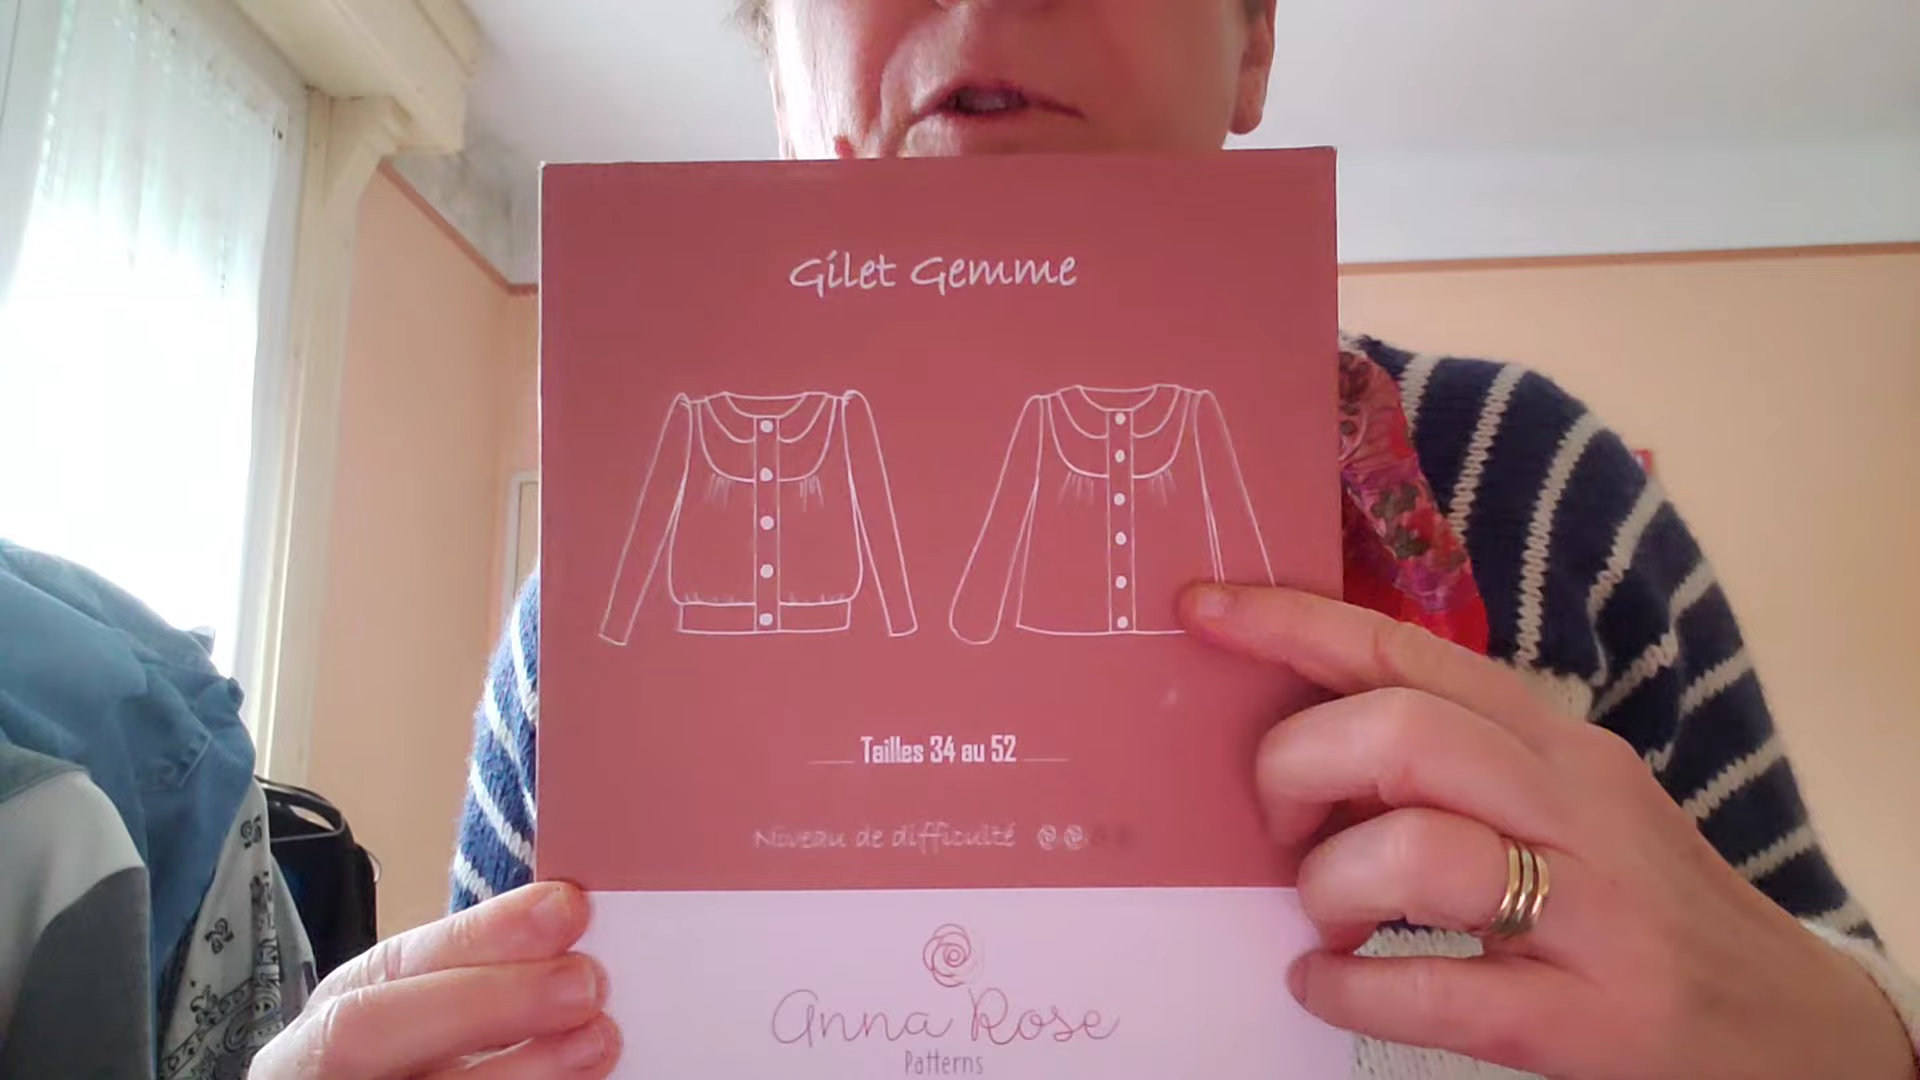 Gilet Gemme
Tailles 34 au 52
Niveau de difficulté
Anna Rose
Patterns